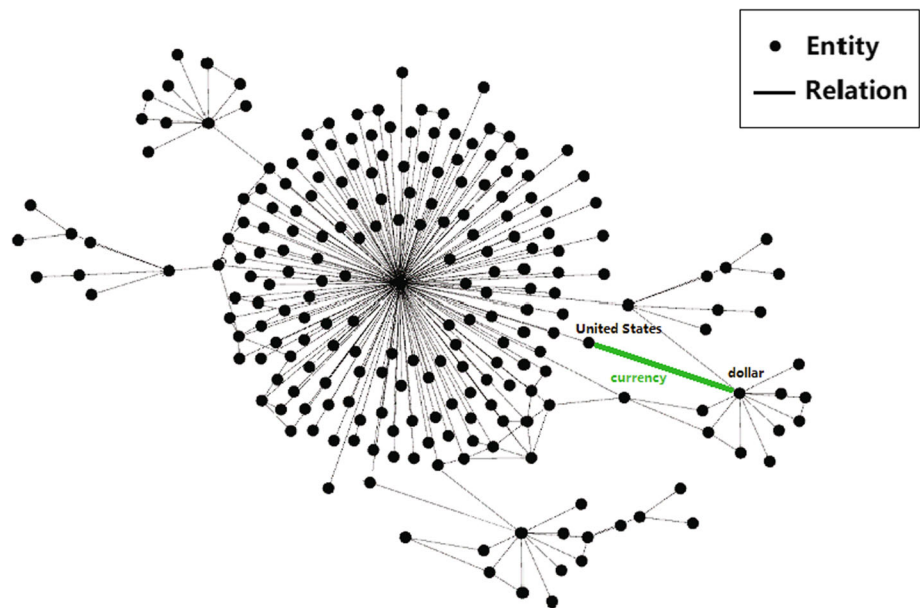 Entity
Relation
United States
dollar
currency